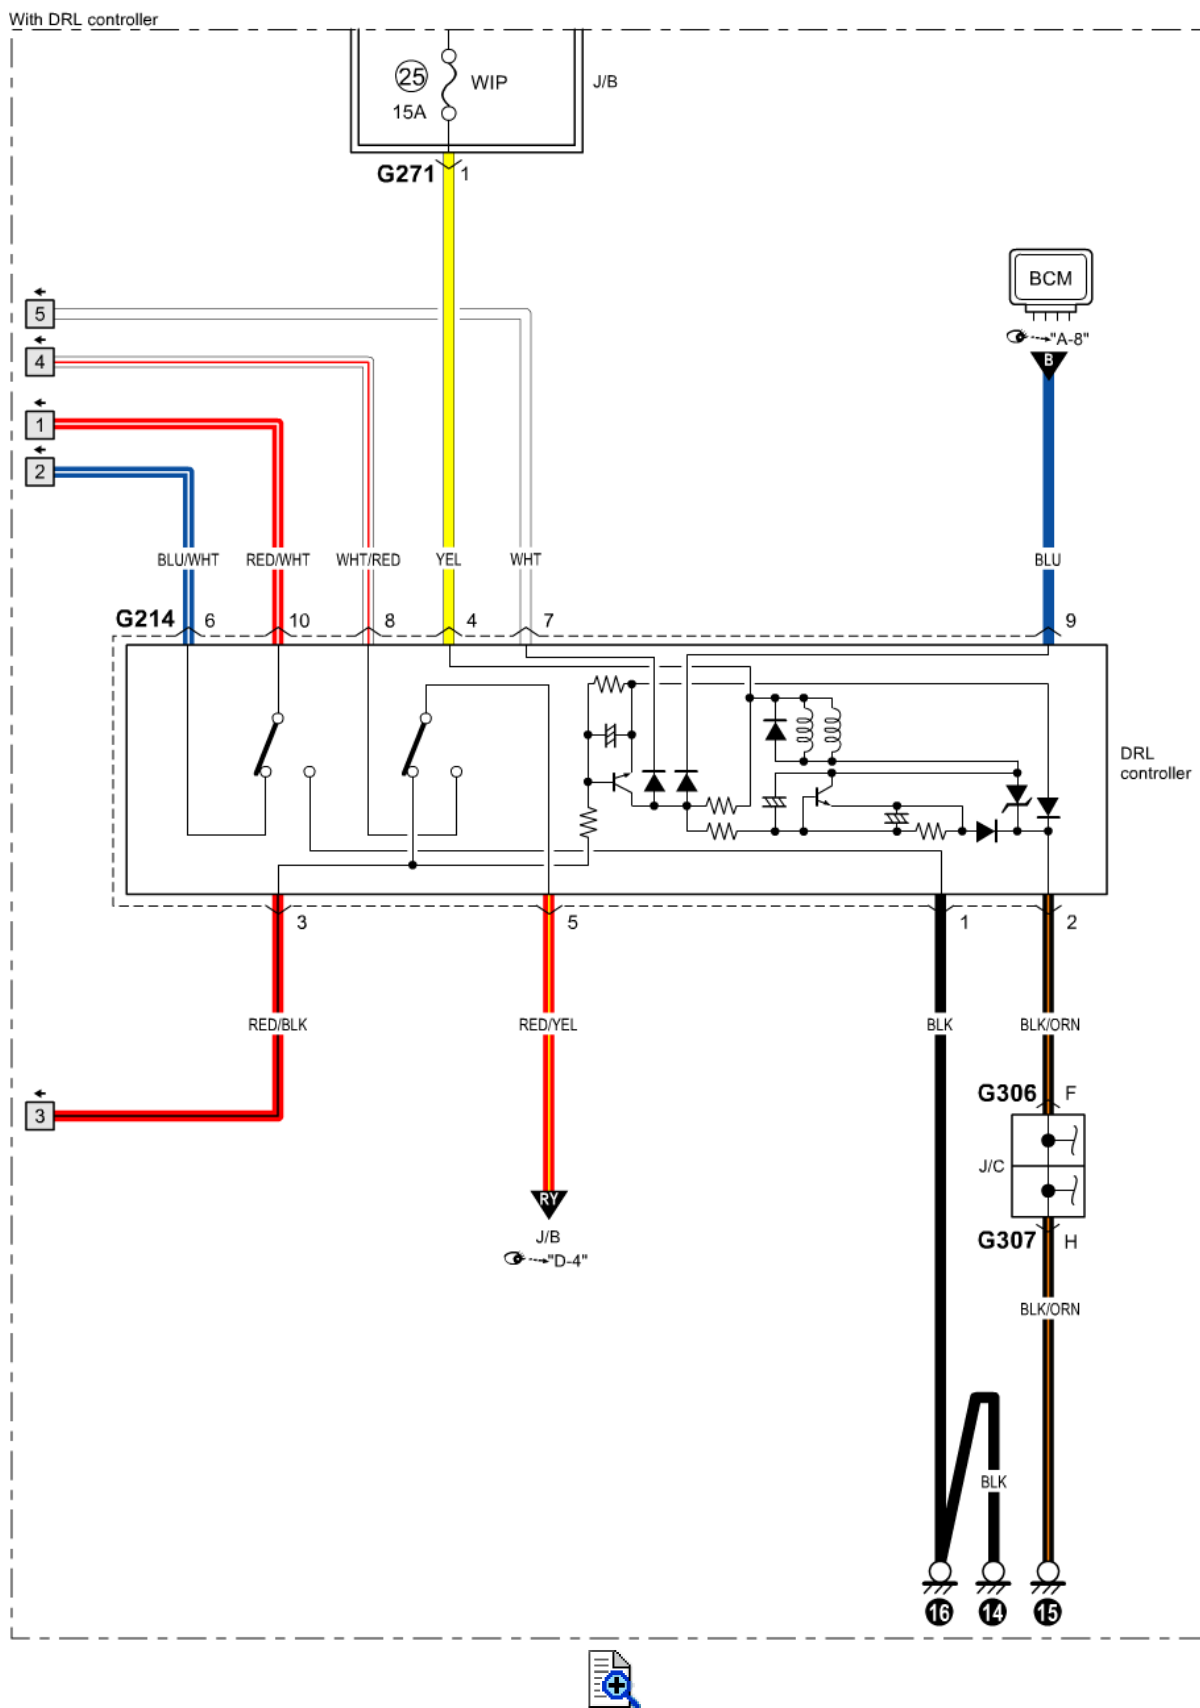 With DRL controller
25 WIP J/B
15A
G271 1
BCM
"A-8"
B
5
4
1
2
BLU/WHT RED/WHT WHT/RED YEL WHT BLU
G214 6 10 8 4 7 9
DRL
controller
3 5 1 2
RED/BLK RED/YEL BLK BLK/ORN
G306 F
3
J/C
RY
J/B
G307 H
"D-4"
BLK/ORN
BLK
16 14 15